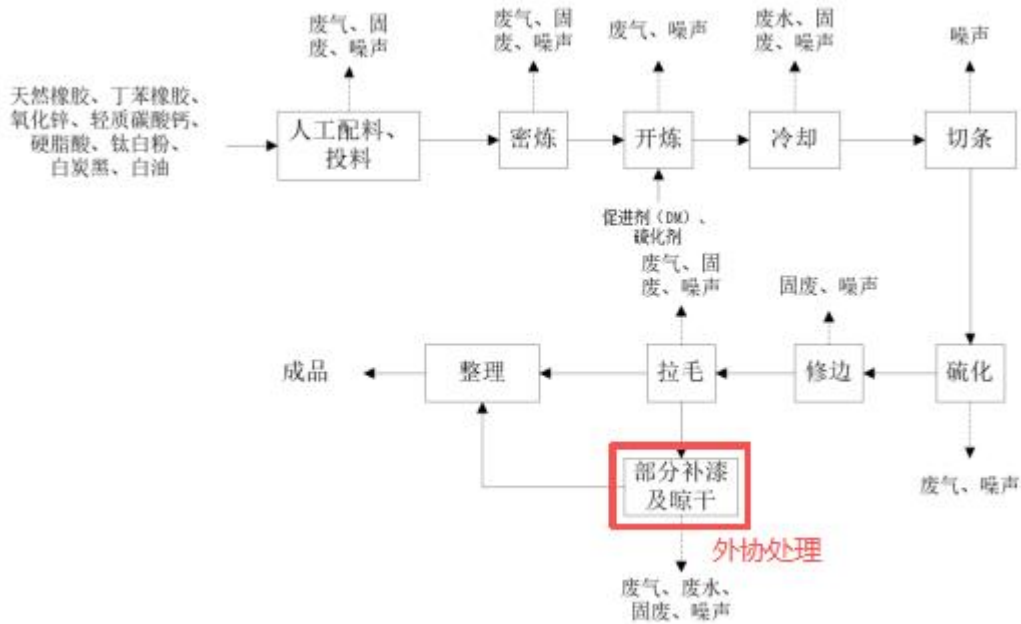 废气、固
废、噪声
废气、固
废、噪声
废气、噪声
废水、固
废、噪声
噪声
天然橡胶、丁苯橡胶、
氧化锌、轻质碳酸钙、
硬脂酸、钛白粉、
白炭黑、白油
人工配料、
投料
密炼
开炼
冷却
切条
促进剂（DM）、
硫化剂
废气、固
废、噪声
固废、噪声
成品
整理
拉毛
修边
硫化
部分补漆
及晾干
外协处理
废气、噪声
废气、废水、
固废、噪声